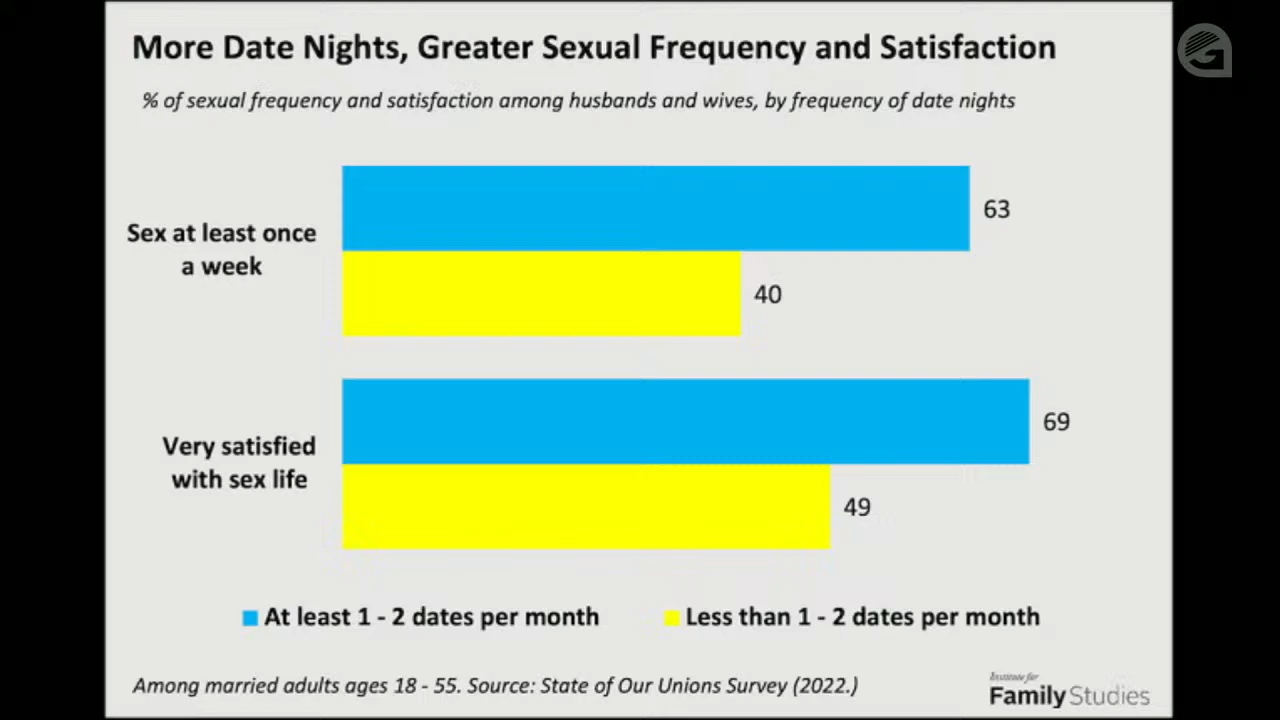 More Date Nights, Greater Sexual Frequency and Satisfaction
% of sexual frequency and satisfaction among husbands and wives, by frequency of date nights
Sex at least once
a week
63
40
Very satisfied
with sex life
69
49
At least 1 - 2 dates per month
Less than 1 - 2 dates per month
Among married adults ages 18 - 55. Source: State of Our Unions Survey (2022.)
Institute for
Family Studies